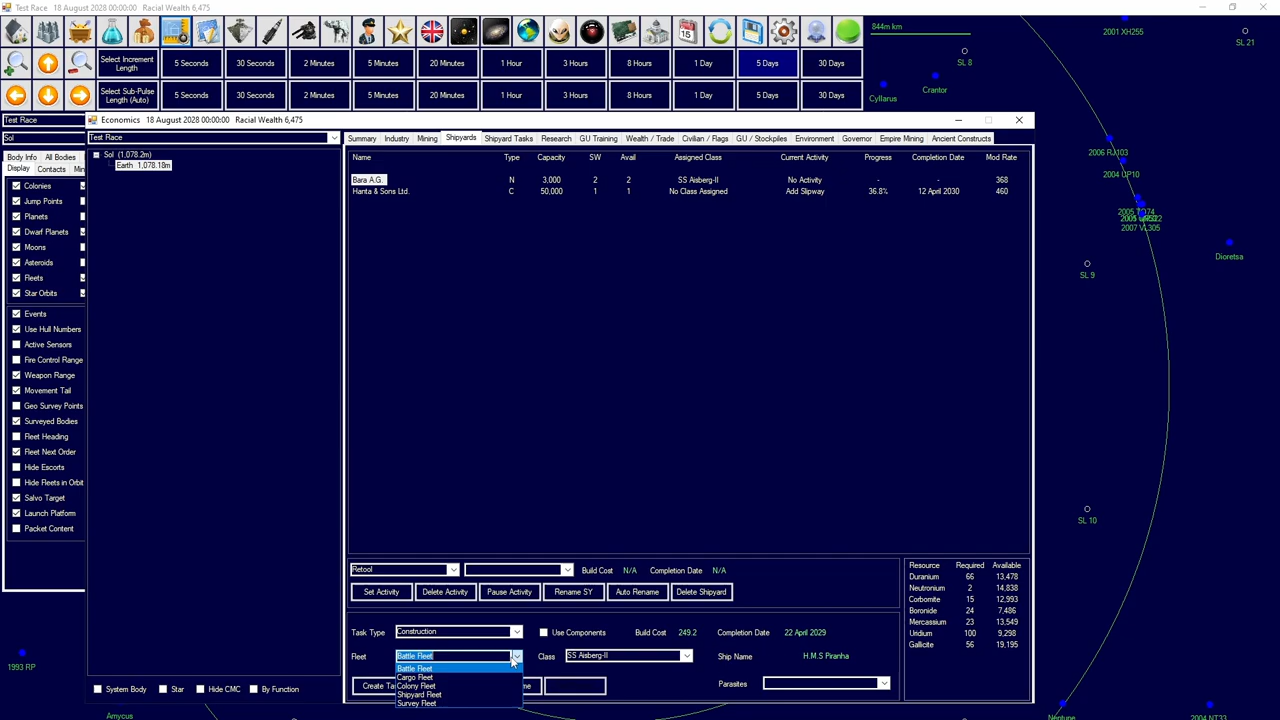 Test Race 18 August 2028 00:00:00 Racial Wealth 6,475
844m km
2001 XH255
SL 21
SL 8
Cyllarus
Crantor
Select Increment Length
5 Seconds
30 Seconds
2 Minutes
5 Minutes
20 Minutes
1 Hour
3 Hours
8 Hours
1 Day
5 Days
30 Days
Select Sub-Pulse Length (Auto)
5 Seconds
30 Seconds
2 Minutes
5 Minutes
20 Minutes
1 Hour
3 Hours
8 Hours
1 Day
5 Days
30 Days
Test Race
Sol
Body Info All Bodies
Display Contacts
Colonies
Jump Points
Planets
Dwarf Planets
Moons
Asteroids
Fleets
Star Orbits
Events
Use Hull Numbers
Active Sensors
Fire Control Range
Weapon Range
Movement Tail
Geo Survey Points
Surveyed Bodies
Fleet Heading
Fleet Next Order
Hide Escorts
Hide Fleets in Orbit
Salvo Target
Launch Platform
Packet Content
Economics 18 August 2028 00:00:00 Racial Wealth 6,475
Test Race
Sol (1,078.2m)
Earth 1,078.18m
Summary Industry Mining Shipyards Shipyard Tasks Research GU Training Wealth / Trade Civilian / Flags GU / Stockpiles Environment Governor Empire Mining Ancient Constructs
Name Type Capacity SW Avail Assigned Class Current Activity Progress Completion Date Mod Rate
Bara A.G. N 3,000 2 2 SS Aisberg-II No Activity - - 368
Hanta & Sons Ltd. C 50,000 1 1 No Class Assigned Add Slipway 36.8% 12 April 2030 460
Retool
Build Cost N/A Completion Date N/A
Set Activity
Delete Activity
Pause Activity
Rename SY
Auto Rename
Delete Shipyard
Task Type Construction Use Components Build Cost 249.2 Completion Date 22 April 2029
Fleet Battle Fleet Class SS Aisberg-II Ship Name H.M.S Piranha
Battle Fleet
Cargo Fleet
Colony Fleet
Shipyard Fleet
Survey Fleet
Parasites
Resource Required Available
Duranium 66 13,478
Neutronium 2 14,838
Corbomite 15 12,993
Boronide 24 7,486
Mercassium 23 13,549
Uridium 100 9,298
Gallicite 50 19,195
System Body Star Hide CMC By Function
2006 RJ103
2004 UP10
2007 VL305
Dioretsa
SL 9
SL 10
1993 RP
Amycus
Neptune
2004 NT33